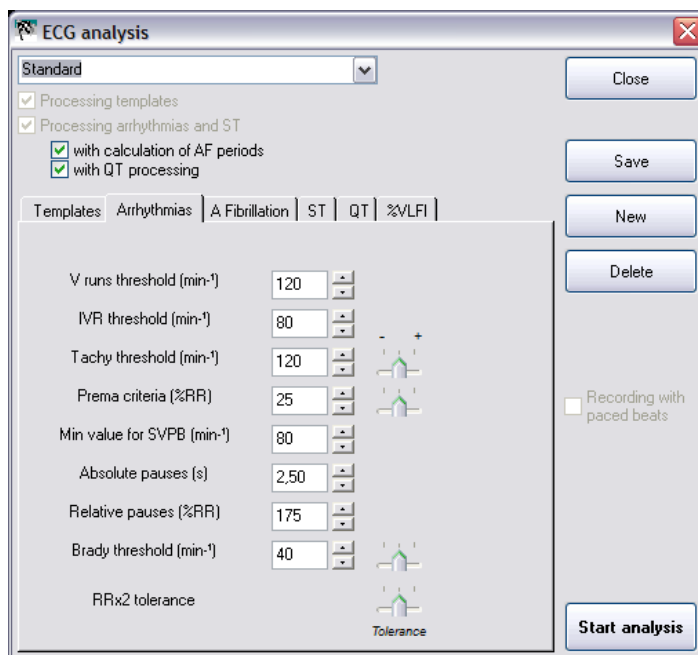 ECG analysis
Standard
Close
Processing templates
Processing arrhythmias and ST
with calculation of AF periods
with QT processing
Save
Templates Arrhythmias A Fibrillation ST QT %VLFI
New
Delete
V runs threshold (min-¹) 120
IVR threshold (min-¹) 80
- +
Tachy threshold (min-¹) 120
Prema criteria (%RR) 25
Recording with
paced beats
Min value for SVPB (min-¹) 80
Absolute pauses (s) 2,50
Relative pauses (%RR) 175
Brady threshold (min-¹) 40
RRx2 tolerance
Tolerance
Start analysis